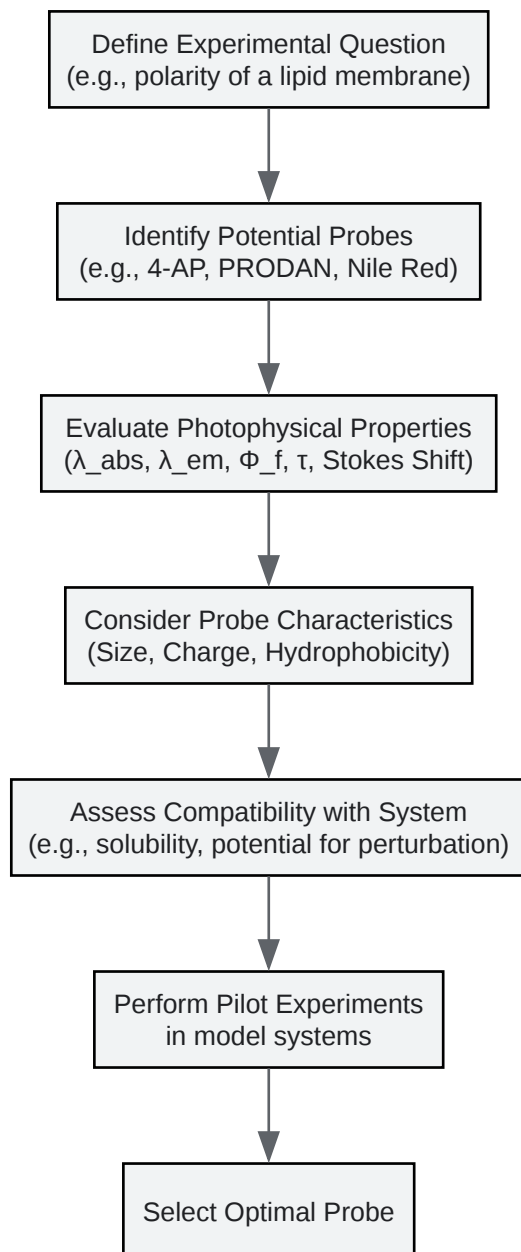 Define Experimental Question
(e.g., polarity of a lipid membrane)
Identify Potential Probes
(e.g., 4-AP, PRODAN, Nile Red)
Evaluate Photophysical Properties
(λ_abs, λ_em, Φ_f, τ, Stokes Shift)
Consider Probe Characteristics
(Size, Charge, Hydrophobicity)
Assess Compatibility with System
(e.g., solubility, potential for perturbation)
Perform Pilot Experiments
in model systems
Select Optimal Probe